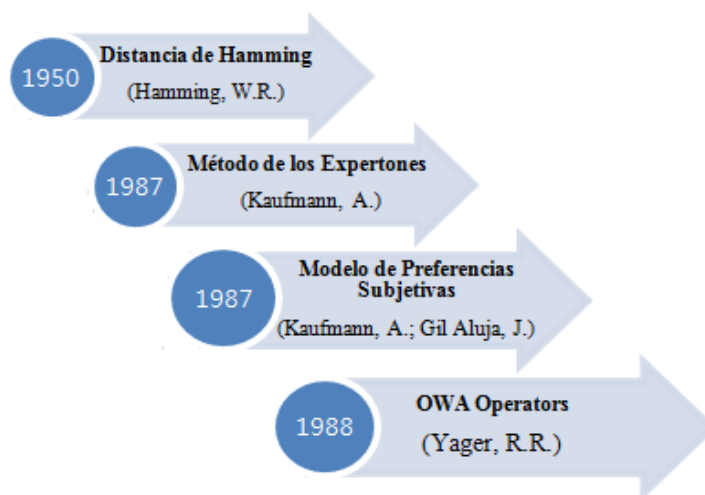 1950
Distancia de Hamming
(Hamming, W.R.)
1987
Método de los Expertones
(Kaufmann, A.)
1987
Modelo de Preferencias
Subjetivas
(Kaufmann, A.; Gil Aluja, J.)
1988
OWA Operators
(Yager, R.R.)